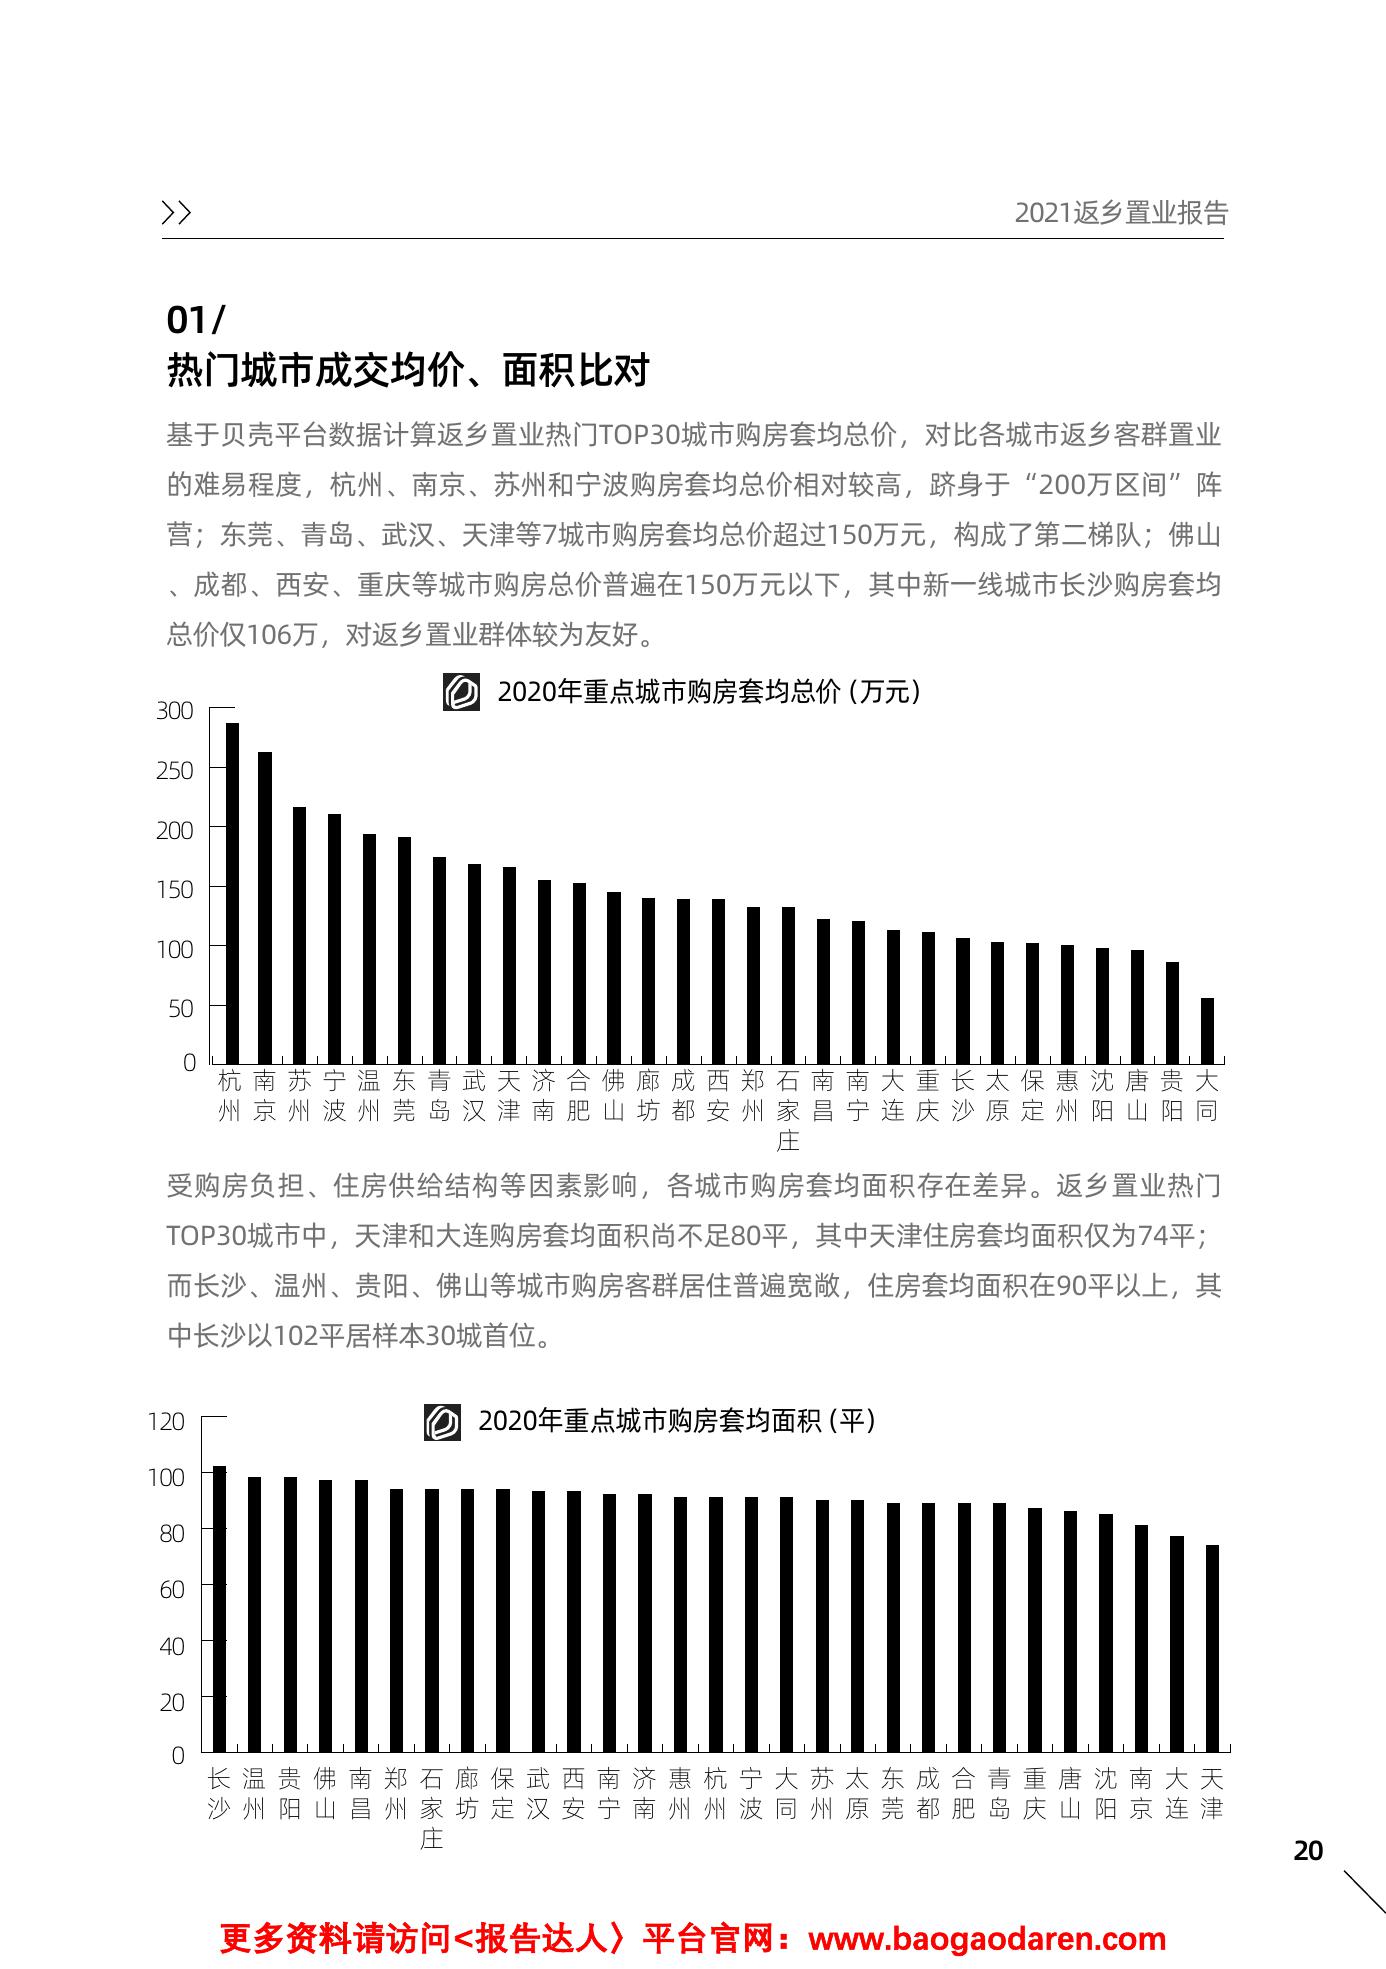 2021返乡置业报告
01/
热门城市成交均价、面积比对
基于贝壳平台数据计算返乡置业热门TOP30城市购房套均总价，对比各城市返乡客群置业
的难易程度，杭州、南京、苏州和宁波购房套均总价相对较高，跻身于“200万区间”阵
营；东莞、青岛、武汉、天津等7城市购房套均总价超过150万元，构成了第二梯队；佛山
、成都、西安、重庆等城市购房总价普遍在150万元以下，其中新一线城市长沙购房套均
总价仅106万，对返乡置业群体较为友好。
2020年重点城市购房套均总价（万元）
300
250
200
150
100
50
0
杭州 南京 苏州 宁波 温州 东莞 青岛 武汉 天津 济南 合肥 佛山 廊坊 成都 西安 郑州 石家庄 南昌 南宁 大连 重庆 长沙 太原 保定 惠州 沈阳 唐山 贵阳 大同
受购房负担、住房供给结构等因素影响，各城市购房套均面积存在差异。返乡置业热门
TOP30城市中，天津和大连购房套均面积尚不足80平，其中天津住房套均面积仅为74平；
而长沙、温州、贵阳、佛山等城市购房客群居住普遍宽敞，住房套均面积在90平以上，其
中长沙以102平居样本30城首位。
2020年重点城市购房套均面积（平）
120
100
80
60
40
20
0
长沙 温州 贵阳 佛山 南昌 郑州 石家庄 廊坊 保定 武汉 西安 南宁 济南 惠州 杭州 宁波 大同 苏州 太原 东莞 成都 合肥 青岛 重庆 唐山 沈阳 南京 大连 天津
20
更多资料请访问<报告达人〉平台官网：www.baogaodaren.com